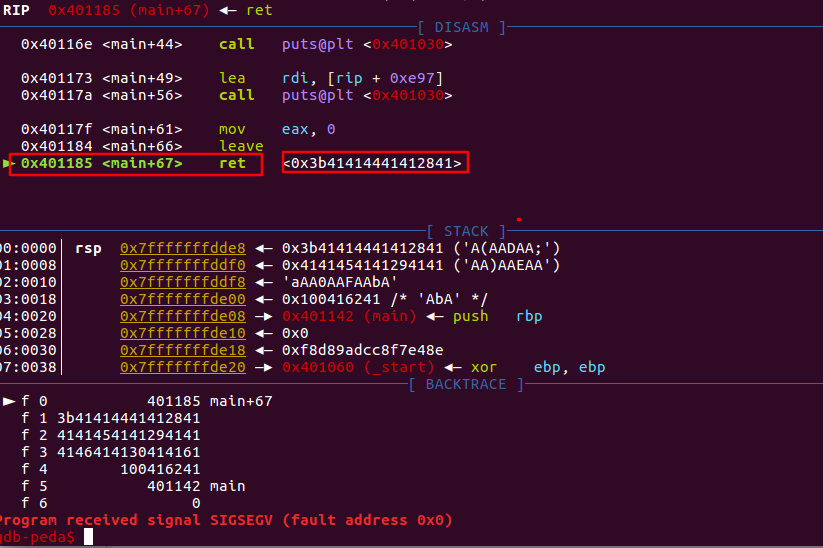 RIP  0x401185 (main+67) ◂— ret
[ DISASM ]
0x40116e <main+44>    call   puts@plt <0x401030>
0x401173 <main+49>    lea    rdi, [rip + 0xe97]
0x40117a <main+56>    call   puts@plt <0x401030>
0x40117f <main+61>    mov    eax, 0
0x401184 <main+66>    leave
► 0x401185 <main+67>    ret    <0x3b41414441412841>
[ STACK ]
00:0000│ rsp  0x7fffffffdde8 ◂— 0x3b41414441412841 ('A(AADAA;')
01:0008│      0x7fffffffddf0 ◂— 0x4141454141294141 ('AA)AAEAA')
02:0010│      0x7fffffffddf8 ◂— 'aAA0AAFAAbA'
03:0018│      0x7fffffffde00 ◂— 0x100416241 /* 'AbA' */
04:0020│      0x7fffffffde08 —▸ 0x401142 (main) ◂— push   rbp
05:0028│      0x7fffffffde10 ◂— 0x0
06:0030│      0x7fffffffde18 ◂— 0xf8d89adcc8f7e48e
07:0038│      0x7fffffffde20 —▸ 0x401060 (_start) ◂— xor    ebp, ebp
[ BACKTRACE ]
► f 0           401185 main+67
f 1 3b41414441412841
f 2 4141454141294141
f 3 4146414130414161
f 4        100416241
f 5           401142 main
f 6                0
Program received signal SIGSEGV (fault address 0x0)
gdb-peda$